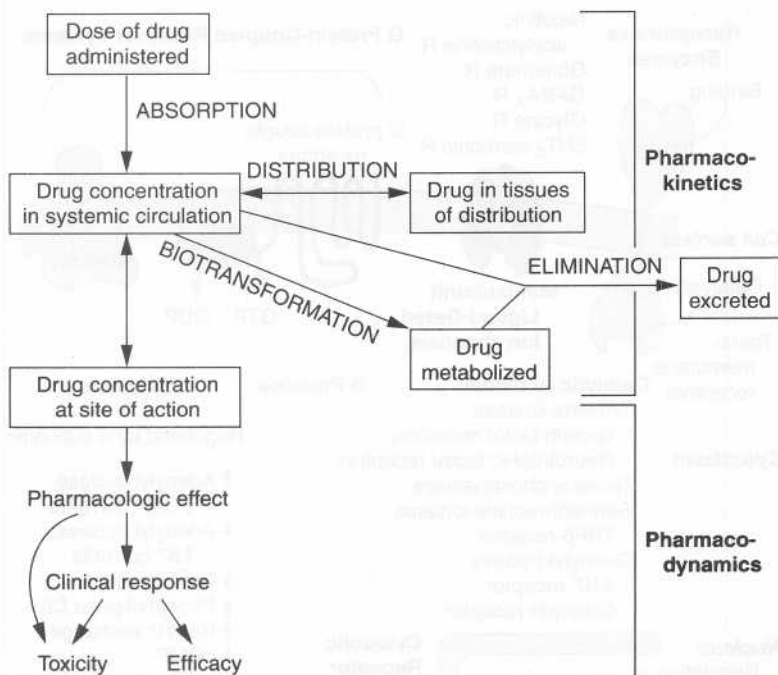 Dose of drug
administered
ABSORPTION
DISTRIBUTION
Drug concentration
in systemic circulation
Drug in tissues
of distribution
Pharmaco-
kinetics
BIOTRANSFORMATION
ELIMINATION
Drug
excreted
Drug
metabolized
Drug concentration
at site of action
Pharmacologic effect
Clinical response
Toxicity
Efficacy
Pharmaco-
dynamics